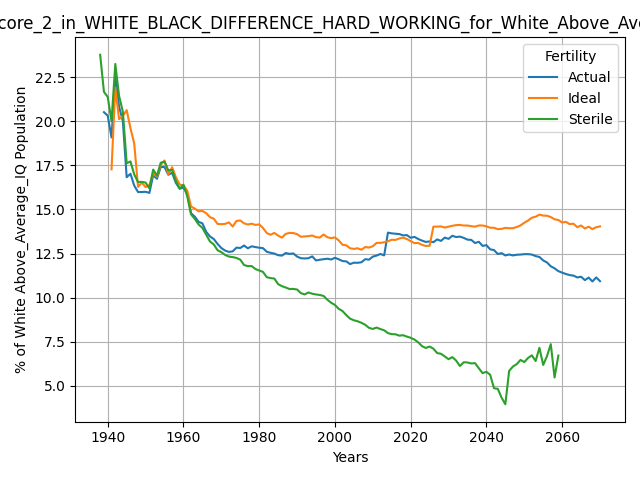 core_2_in_WHITE_BLACK_DIFFERENCE_HARD_WORKING_for_White_Above_Ave
Fertility
Actual
Ideal
Sterile
% of White Above_Average_IQ Population
22.5
20.0
17.5
15.0
12.5
10.0
7.5
5.0
1940 1960 1980 2000 2020 2040 2060
Years